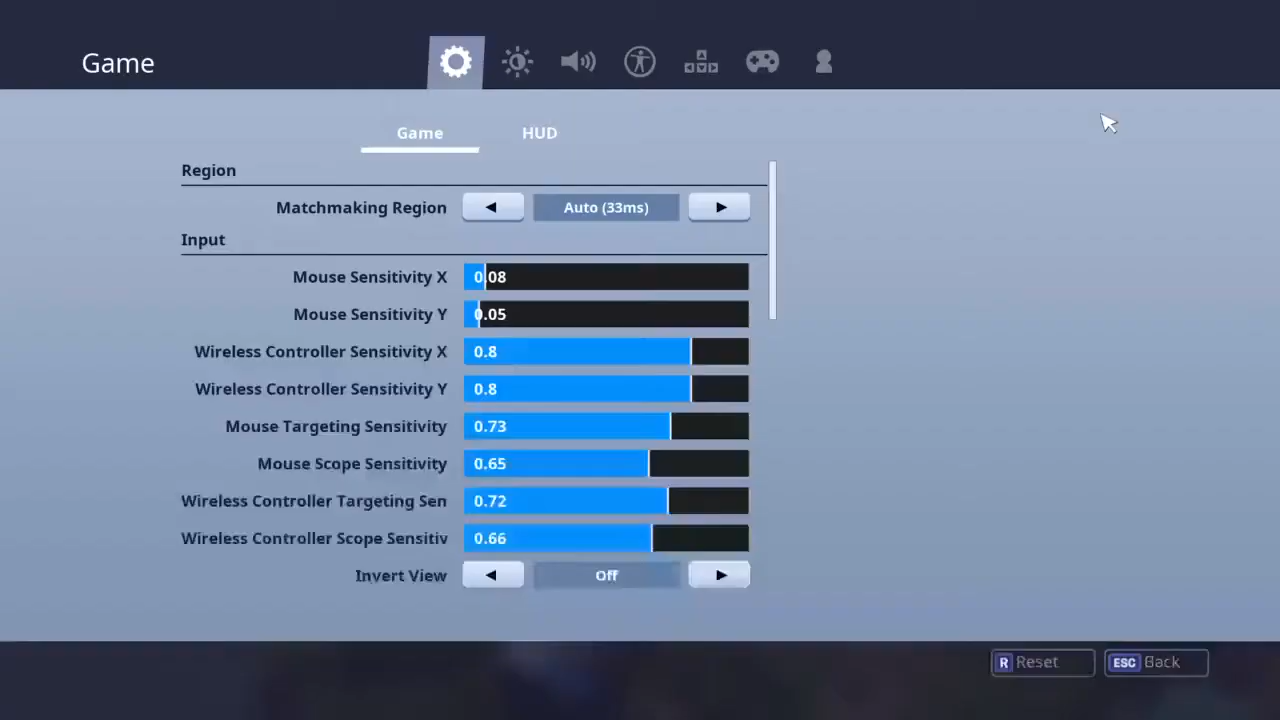 Game
Game HUD
Region
Matchmaking Region Auto (33ms)
Input
Mouse Sensitivity X 0.08
Mouse Sensitivity Y 0.05
Wireless Controller Sensitivity X 0.8
Wireless Controller Sensitivity Y 0.8
Mouse Targeting Sensitivity 0.73
Mouse Scope Sensitivity 0.65
Wireless Controller Targeting Sen 0.72
Wireless Controller Scope Sensitiv 0.66
Invert View Off
R Reset ESC Back